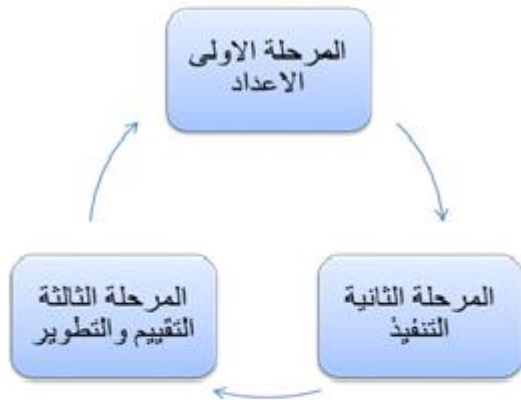 المرحلة الاولى
الاعداد
المرحلة الثانية
التنفيذ
المرحلة الثالثة
التقييم والتطوير